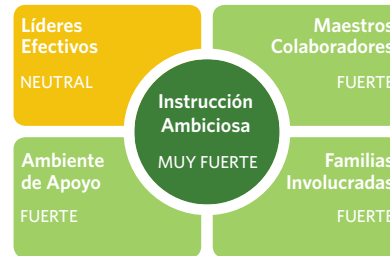 Líderes
Efectivos
NEUTRAL
Maestros
Colaboradores
FUERTE
Instrucción
Ambiciosa
MUY FUERTE
Ambiente
de Apoyo
FUERTE
Familias
Involucradas
FUERTE